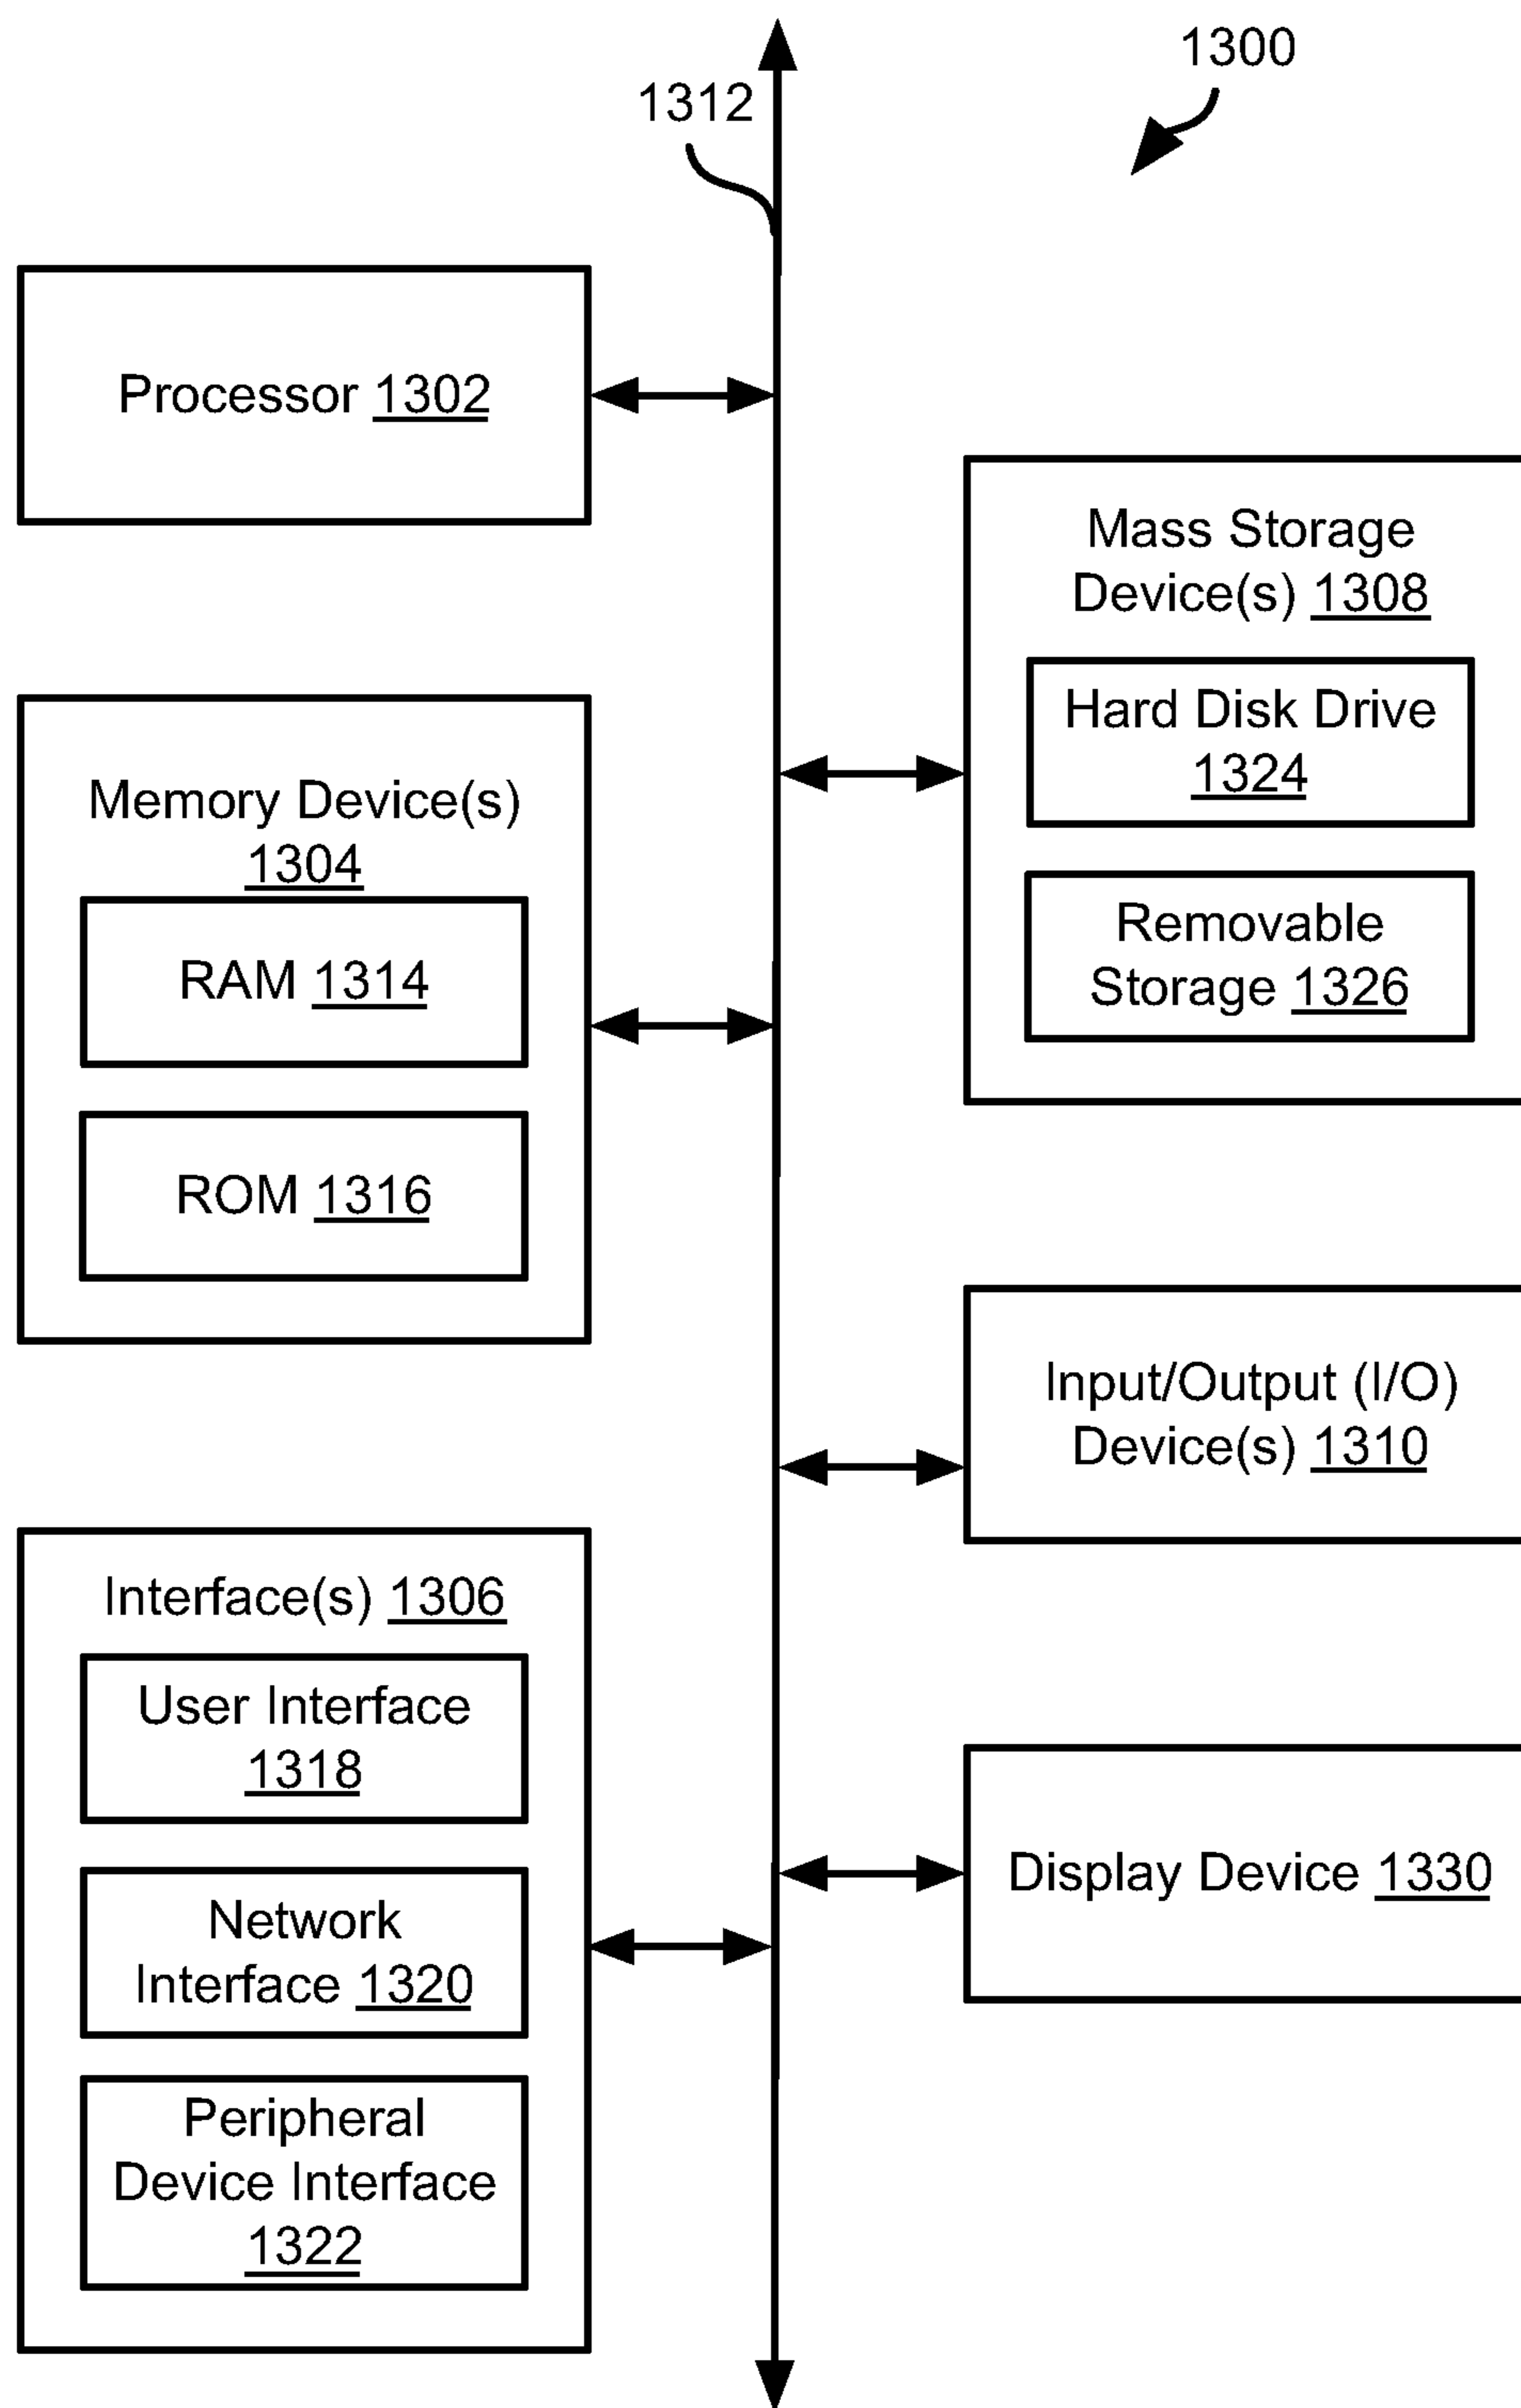 1300
1312
Processor 1302
Memory Device(s)
1304
RAM 1314
ROM 1316
Interface(s) 1306
User Interface
1318
Network
Interface 1320
Peripheral
Device Interface
1322
Mass Storage
Device(s) 1308
Hard Disk Drive
1324
Removable
Storage 1326
Input/Output (I/O)
Device(s) 1310
Display Device 1330